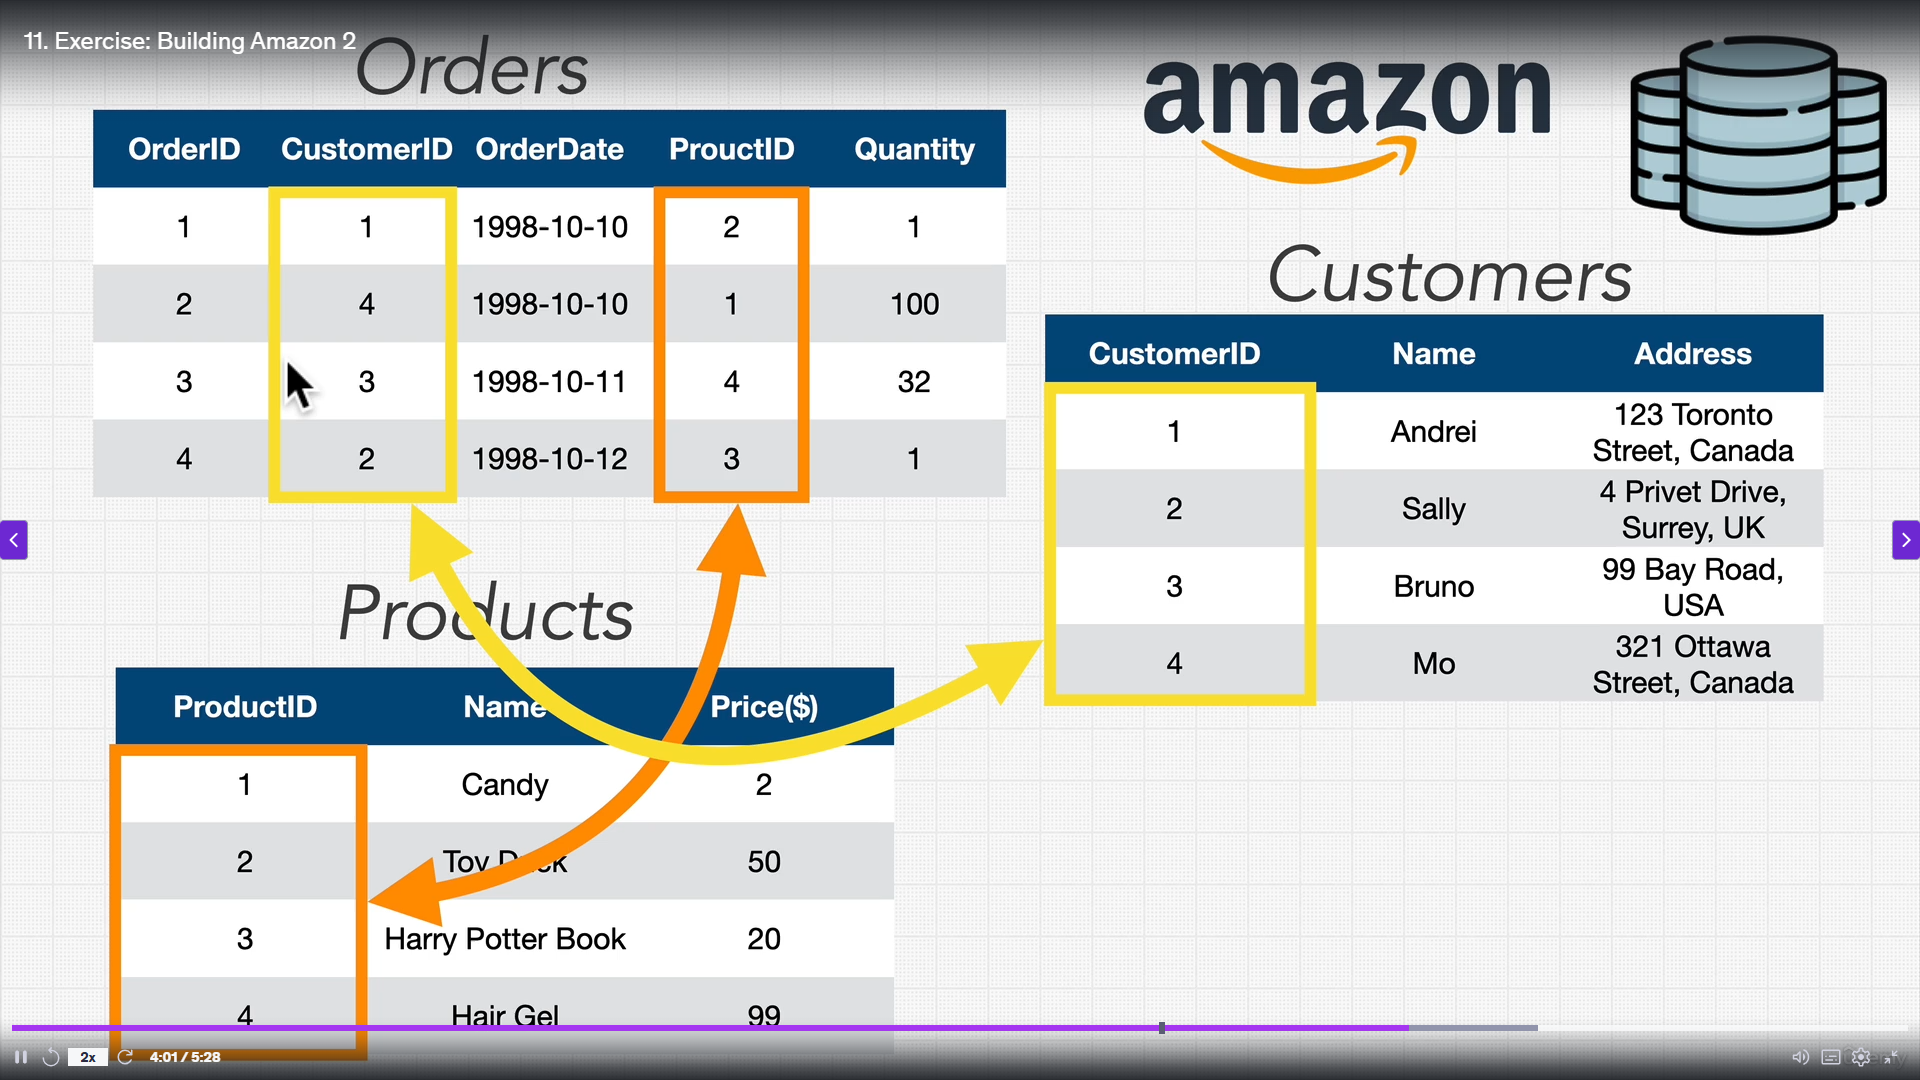 11. Exercise: Building Amazon 2
Orders
OrderID CustomerID OrderDate ProuctID Quantity
1 1 1998-10-10 2 1
2 4 1998-10-10 1 100
3 3 1998-10-11 4 32
4 2 1998-10-12 3 1
amazon
Customers
CustomerID Name Address
1 Andrei 123 Toronto
Street, Canada
2 Sally 4 Privet Drive,
Surrey, UK
3 Bruno 99 Bay Road,
USA
4 Mo 321 Ottawa
Street, Canada
Products
ProductID Name Price($)
1 Candy 2
2 Toy 50
3 Harry Potter Book 20
4 Hair Gel 99
2x 4:01 / 5:28